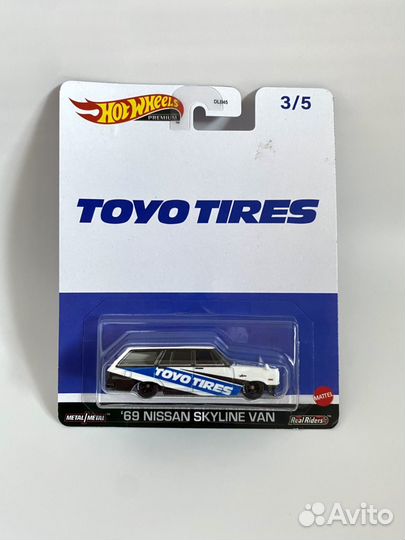 HOT WHEELS
PREMIUM
DLB45
3/5
TOYO TIRES
TOYO TIRES
MATTEL
METAL/METAL™
'69 NISSAN SKYLINE VAN
Real Riders
Avito